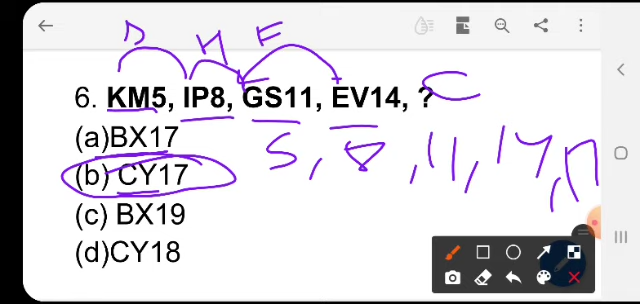 D H F
6. KM5, IP8, GS11, EV14, ? C
(a)BX17
5, 8, 11, 14, 17
(b) CY17
(c) BX19
(d)CY18